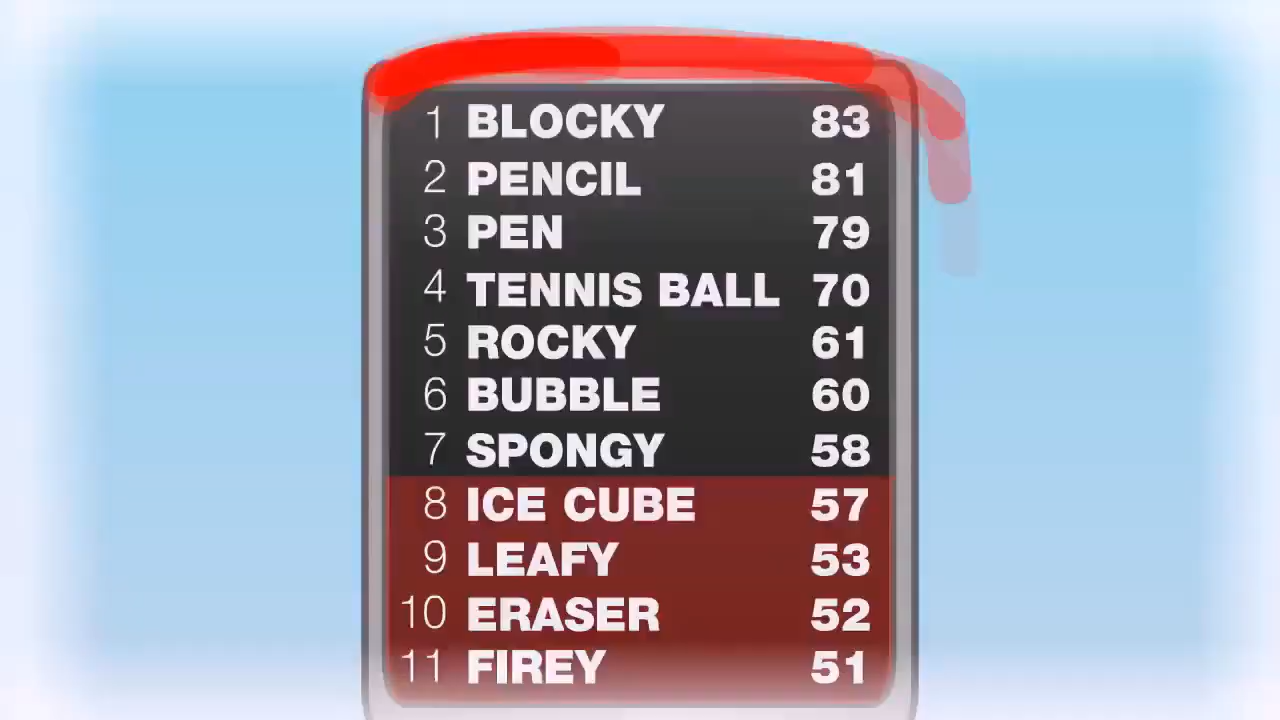 1 BLOCKY 83
2 PENCIL 81
3 PEN 79
4 TENNIS BALL 70
5 ROCKY 61
6 BUBBLE 60
7 SPONGY 58
8 ICE CUBE 57
9 LEAFY 53
10 ERASER 52
11 FIREY 51